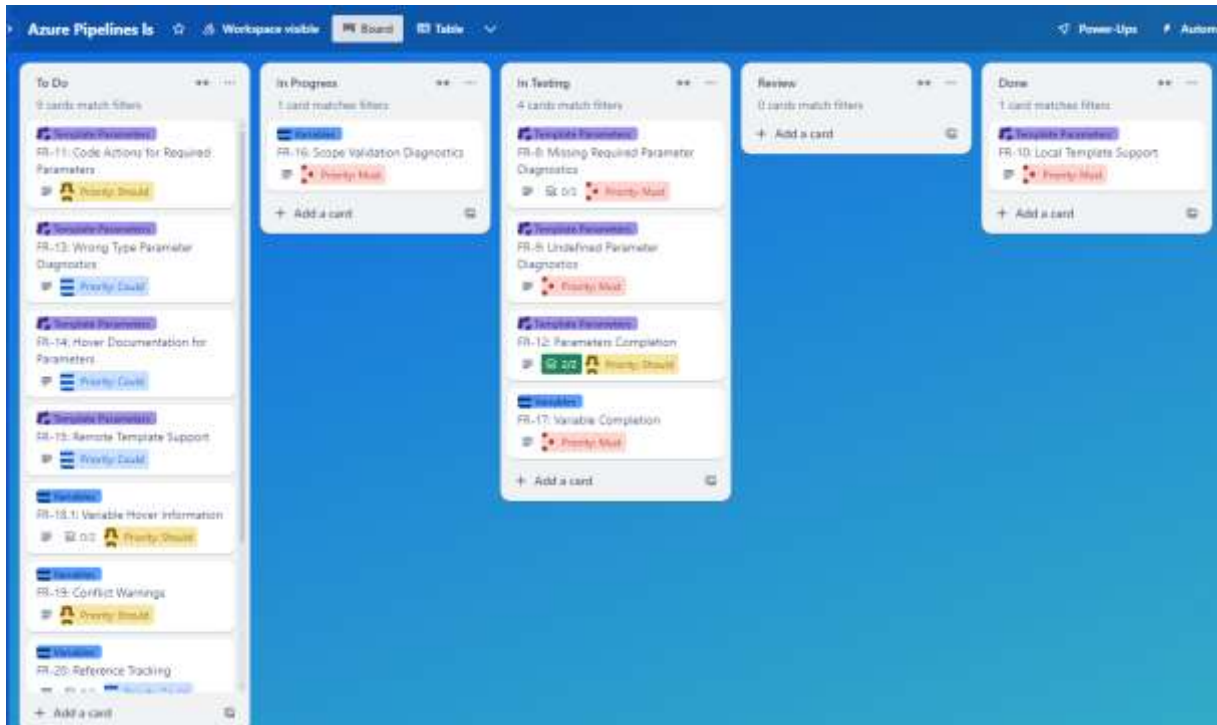 Azure Pipelines ls
Workspace visible
Board
Table
Power-Ups
Autom
To Do
9 cards match filters
Template Parameters
FR-11: Code Actions for Required
Parameters
Priority: Should
Template Parameters
FR-13: Wrong Type Parameter
Diagnostics
Priority: Could
Template Parameters
FR-14: Hover Documentation for
Parameters
Priority: Could
Template Parameters
FR-15: Remote Template Support
Priority: Could
Variables
FR-18.1: Variable Hover Information
Priority: Should
Variables
FR-19: Conflict Warnings
Priority: Should
Variables
FR-20: Reference Tracking
+ Add a card
In Progress
1 card matches filters
Variables
FR-16: Scope Validation Diagnostics
Priority: Must
+ Add a card
In Testing
4 cards match filters
Template Parameters
FR-8: Missing Required Parameter
Diagnostics
Priority: Must
Template Parameters
FR-9: Undefined Parameter
Diagnostics
Priority: Must
Template Parameters
FR-12: Parameters Completion
2/2 Priority: Should
Variables
FR-17: Variable Completion
Priority: Must
+ Add a card
Review
0 cards match filters
+ Add a card
Done
1 card matches filters
Template Parameters
FR-10: Local Template Support
Priority: Must
+ Add a card